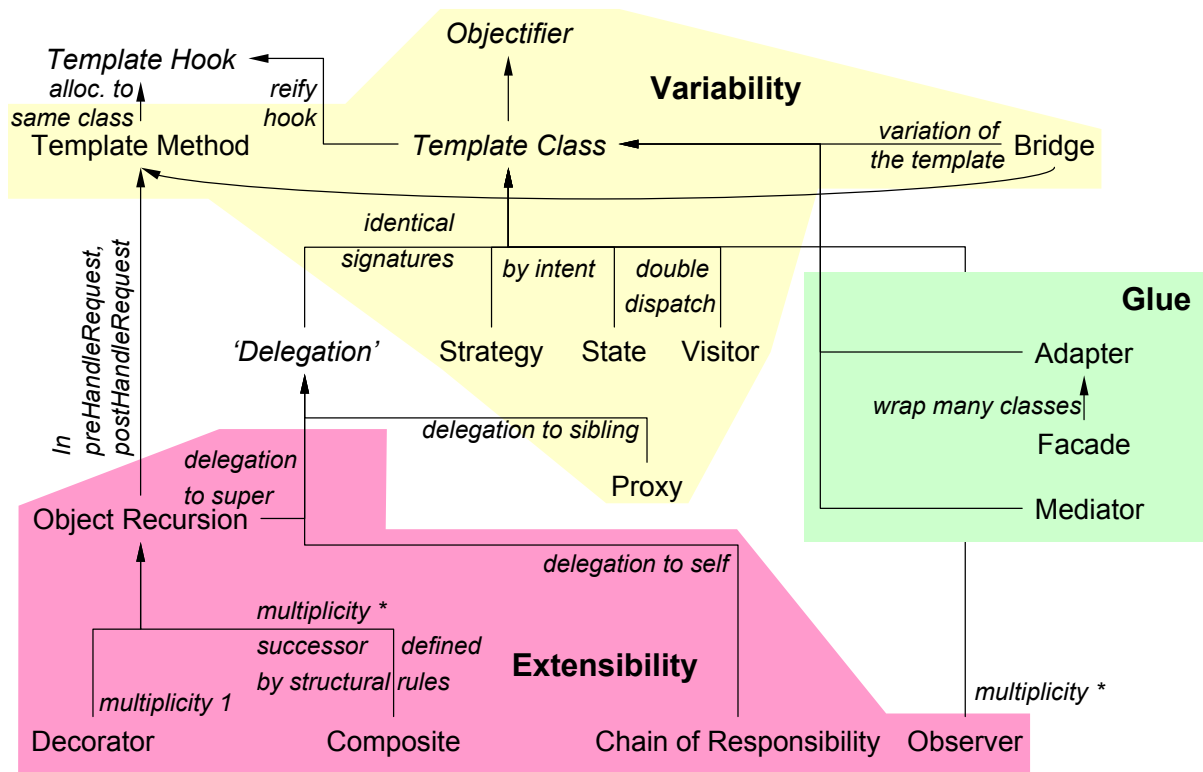 Objectifier
Template Hook
Variability
alloc. to
same class
reify
hook
Template Method
Template Class
variation of
the template
Bridge
identical
signatures
by intent
double
dispatch
In
preHandleRequest,
postHandleRequest
Glue
‘Delegation’
Strategy
State
Visitor
Adapter
wrap many classes
delegation to sibling
Facade
delegation
to super
Proxy
Object Recursion
Mediator
delegation to self
multiplicity *
successor defined
by structural rules
Extensibility
multiplicity 1
multiplicity *
Decorator
Composite
Chain of Responsibility
Observer